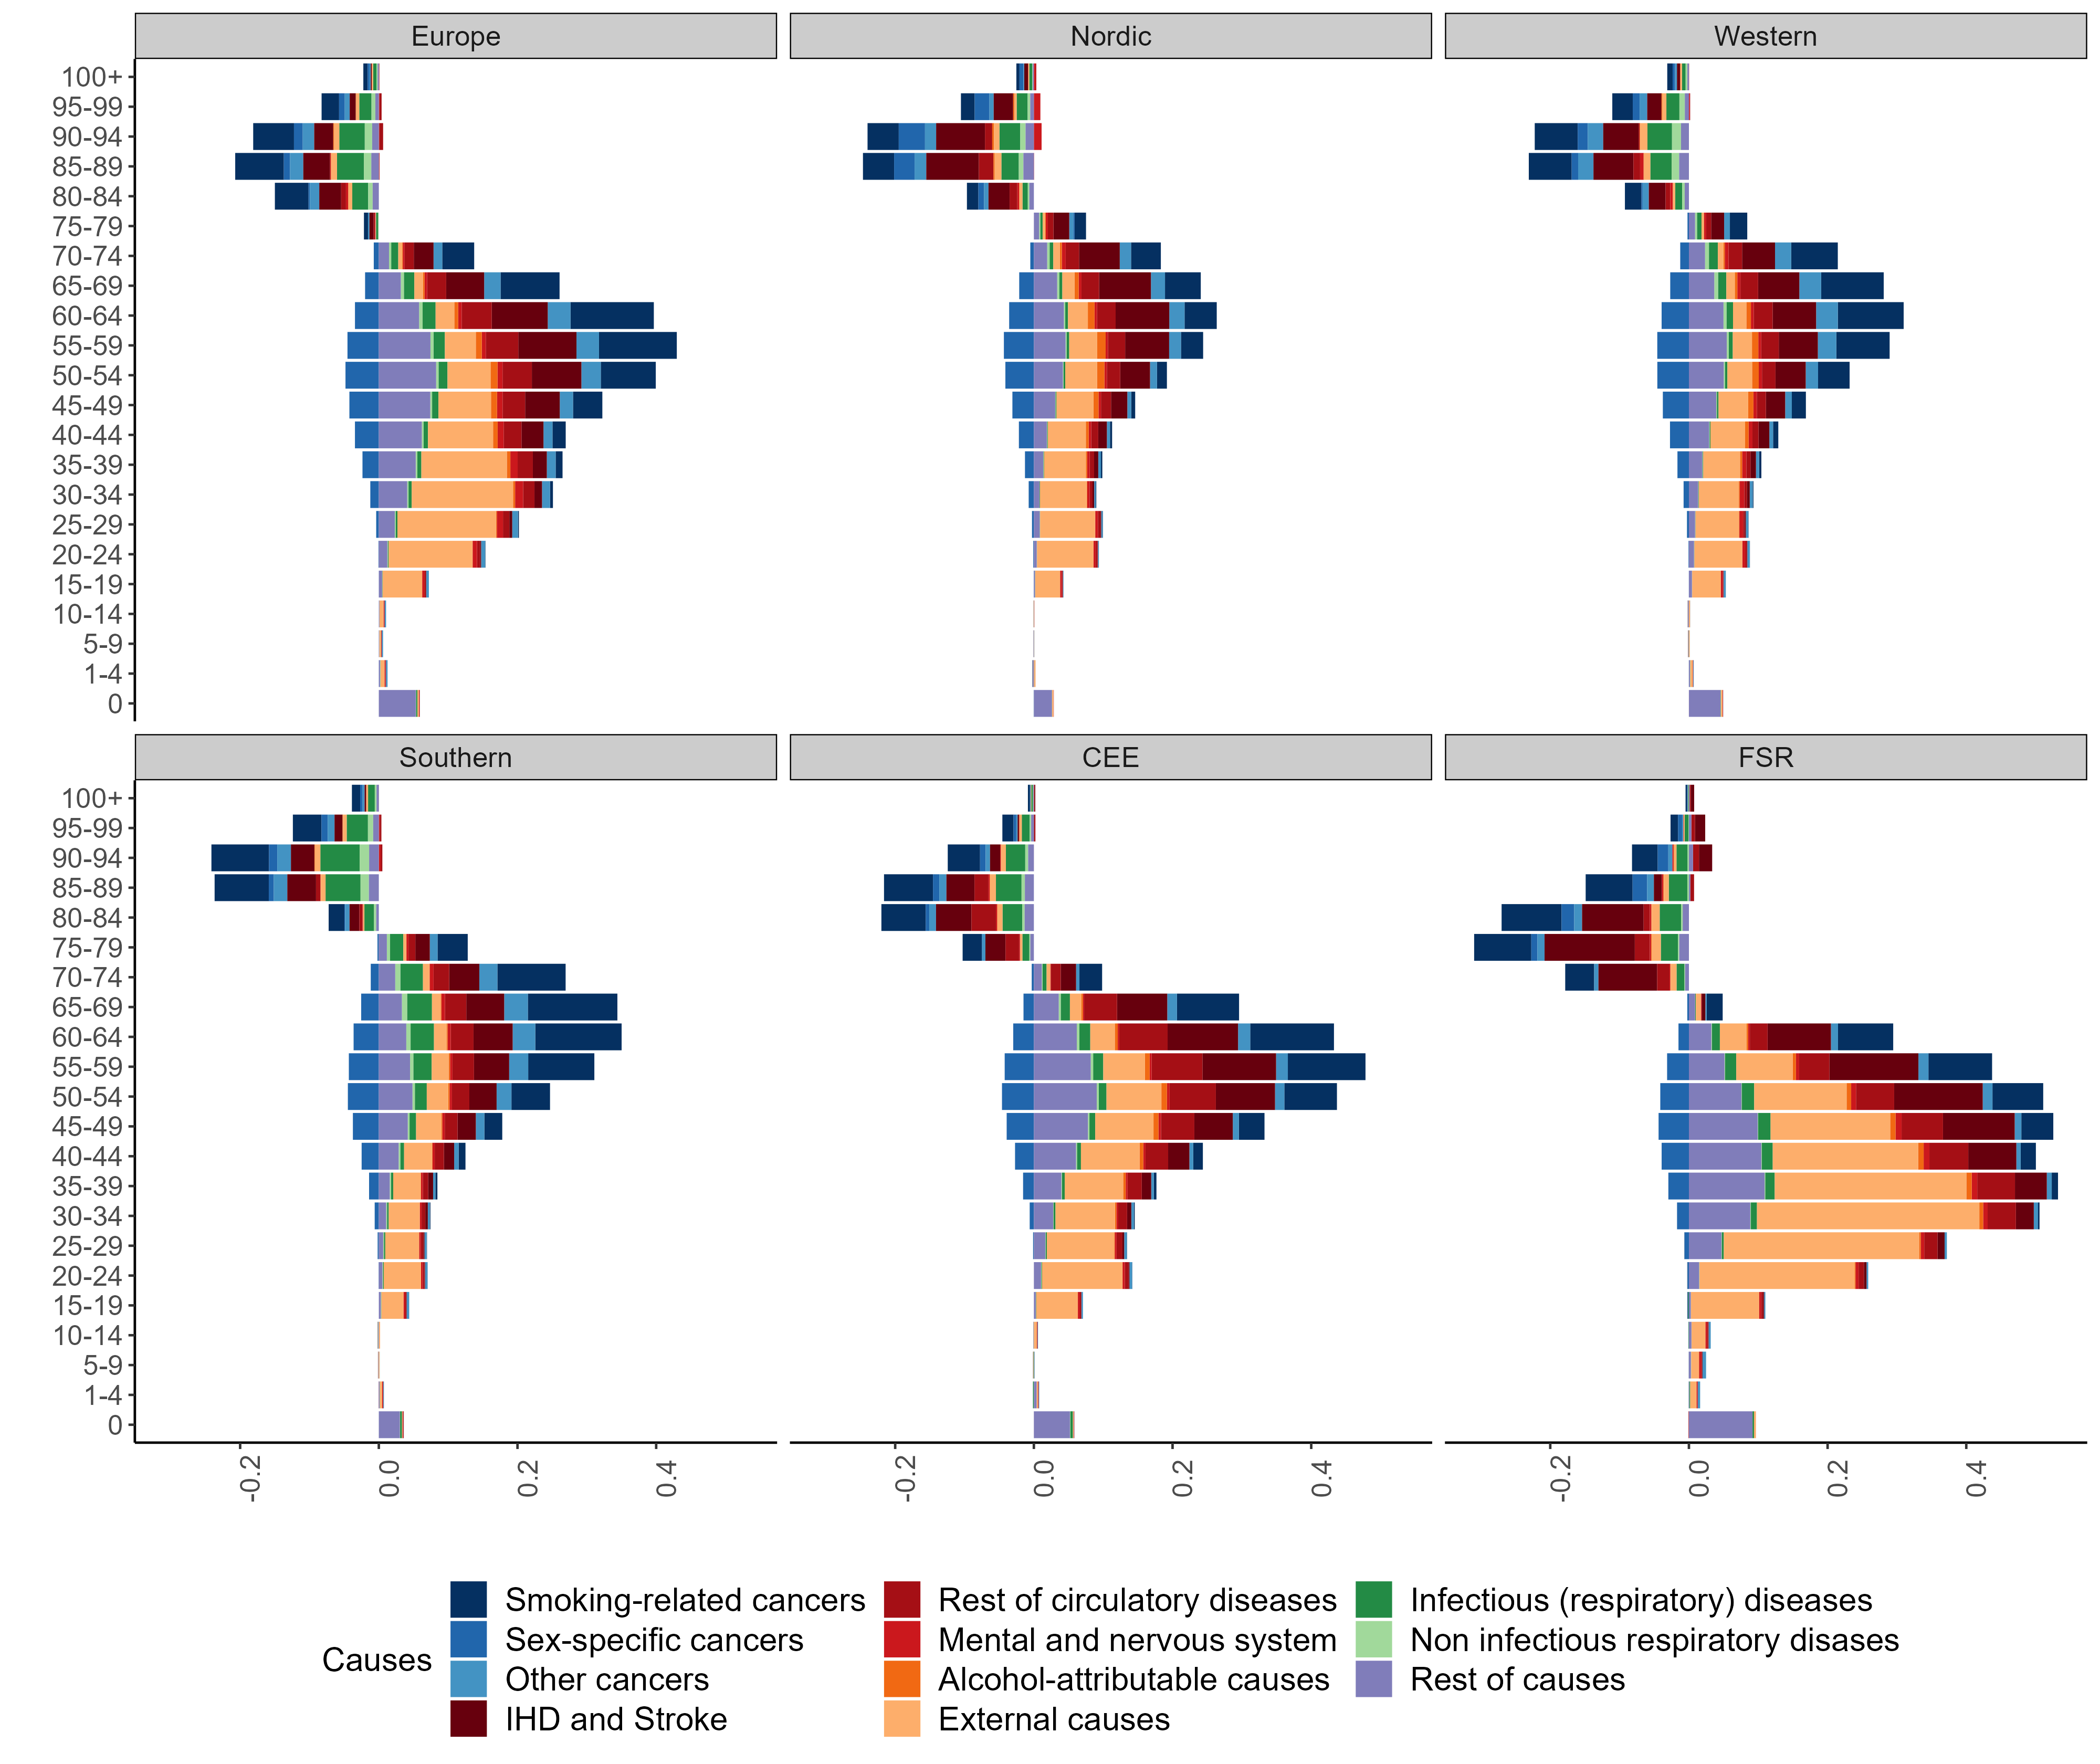 Europe Nordic Western
100+
95-99
90-94
85-89
80-84
75-79
70-74
65-69
60-64
55-59
50-54
45-49
40-44
35-39
30-34
25-29
20-24
15-19
10-14
5-9
1-4
0
Southern CEE FSR
100+
95-99
90-94
85-89
80-84
75-79
70-74
65-69
60-64
55-59
50-54
45-49
40-44
35-39
30-34
25-29
20-24
15-19
10-14
5-9
1-4
0
-0.2 0.0 0.2 0.4 -0.2 0.0 0.2 0.4 -0.2 0.0 0.2 0.4
Causes
Smoking-related cancers
Sex-specific cancers
Other cancers
IHD and Stroke
Rest of circulatory diseases
Mental and nervous system
Alcohol-attributable causes
External causes
Infectious (respiratory) diseases
Non infectious respiratory disases
Rest of causes